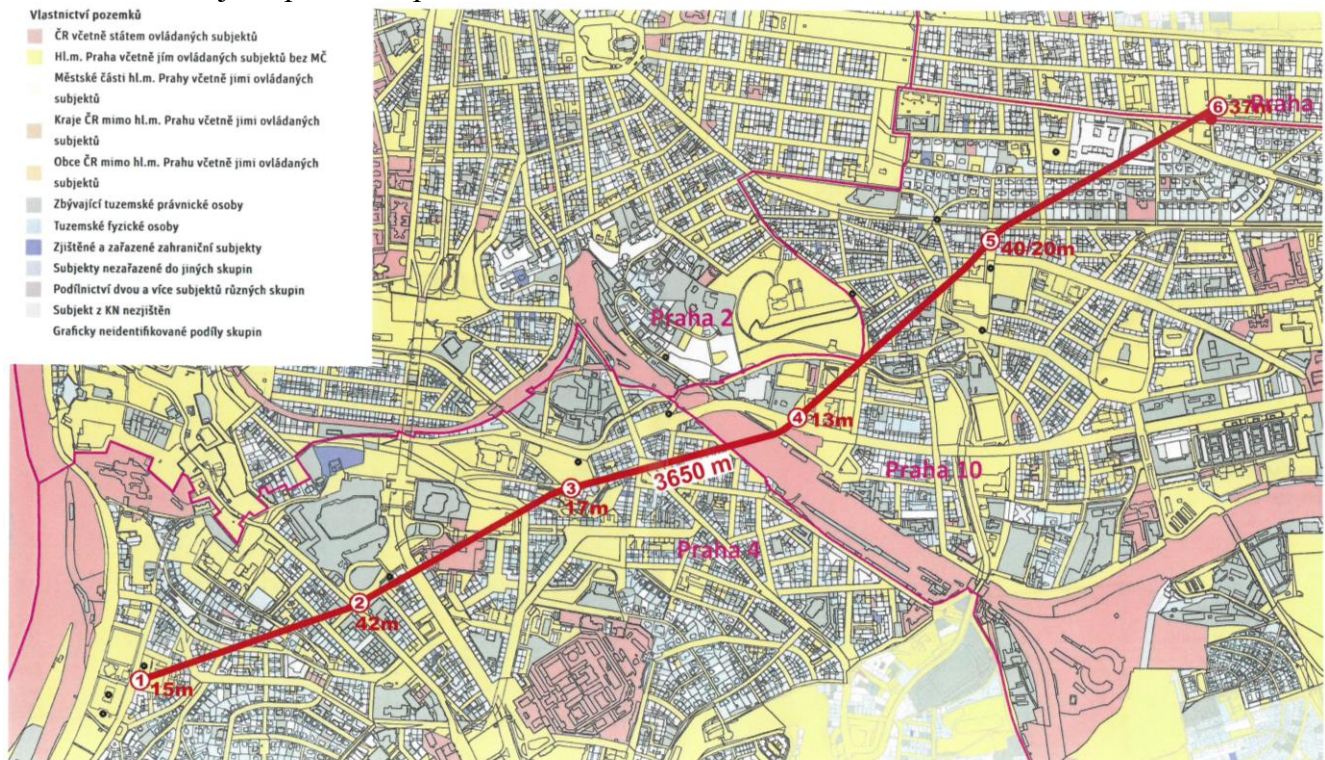 Vlastnictví pozemků
ČR včetně státem ovládaných subjektů
Hl.m. Praha včetně jím ovládaných subjektů bez MČ
Městské části hl.m. Prahy včetně jimi ovládaných
subjektů
Kraje ČR mimo hl.m. Prahu včetně jimi ovládaných
subjektů
Obce ČR mimo hl.m. Prahu včetně jimi ovládaných
subjektů
Zbývající tuzemské právnické osoby
Tuzemské fyzické osoby
Zjištěné a zařazené zahraniční subjekty
Subjekty nezařazené do jiných skupin
Podílnictví dvou a více subjektů různých skupin
Subjekt z KN nezjištěn
Graficky neidentifikované podíly skupin
6 37m Praha
5 40/20m
Praha 2
4 13m
Praha 10
3650 m
3
17m
Praha 4
2
42m
1 15m